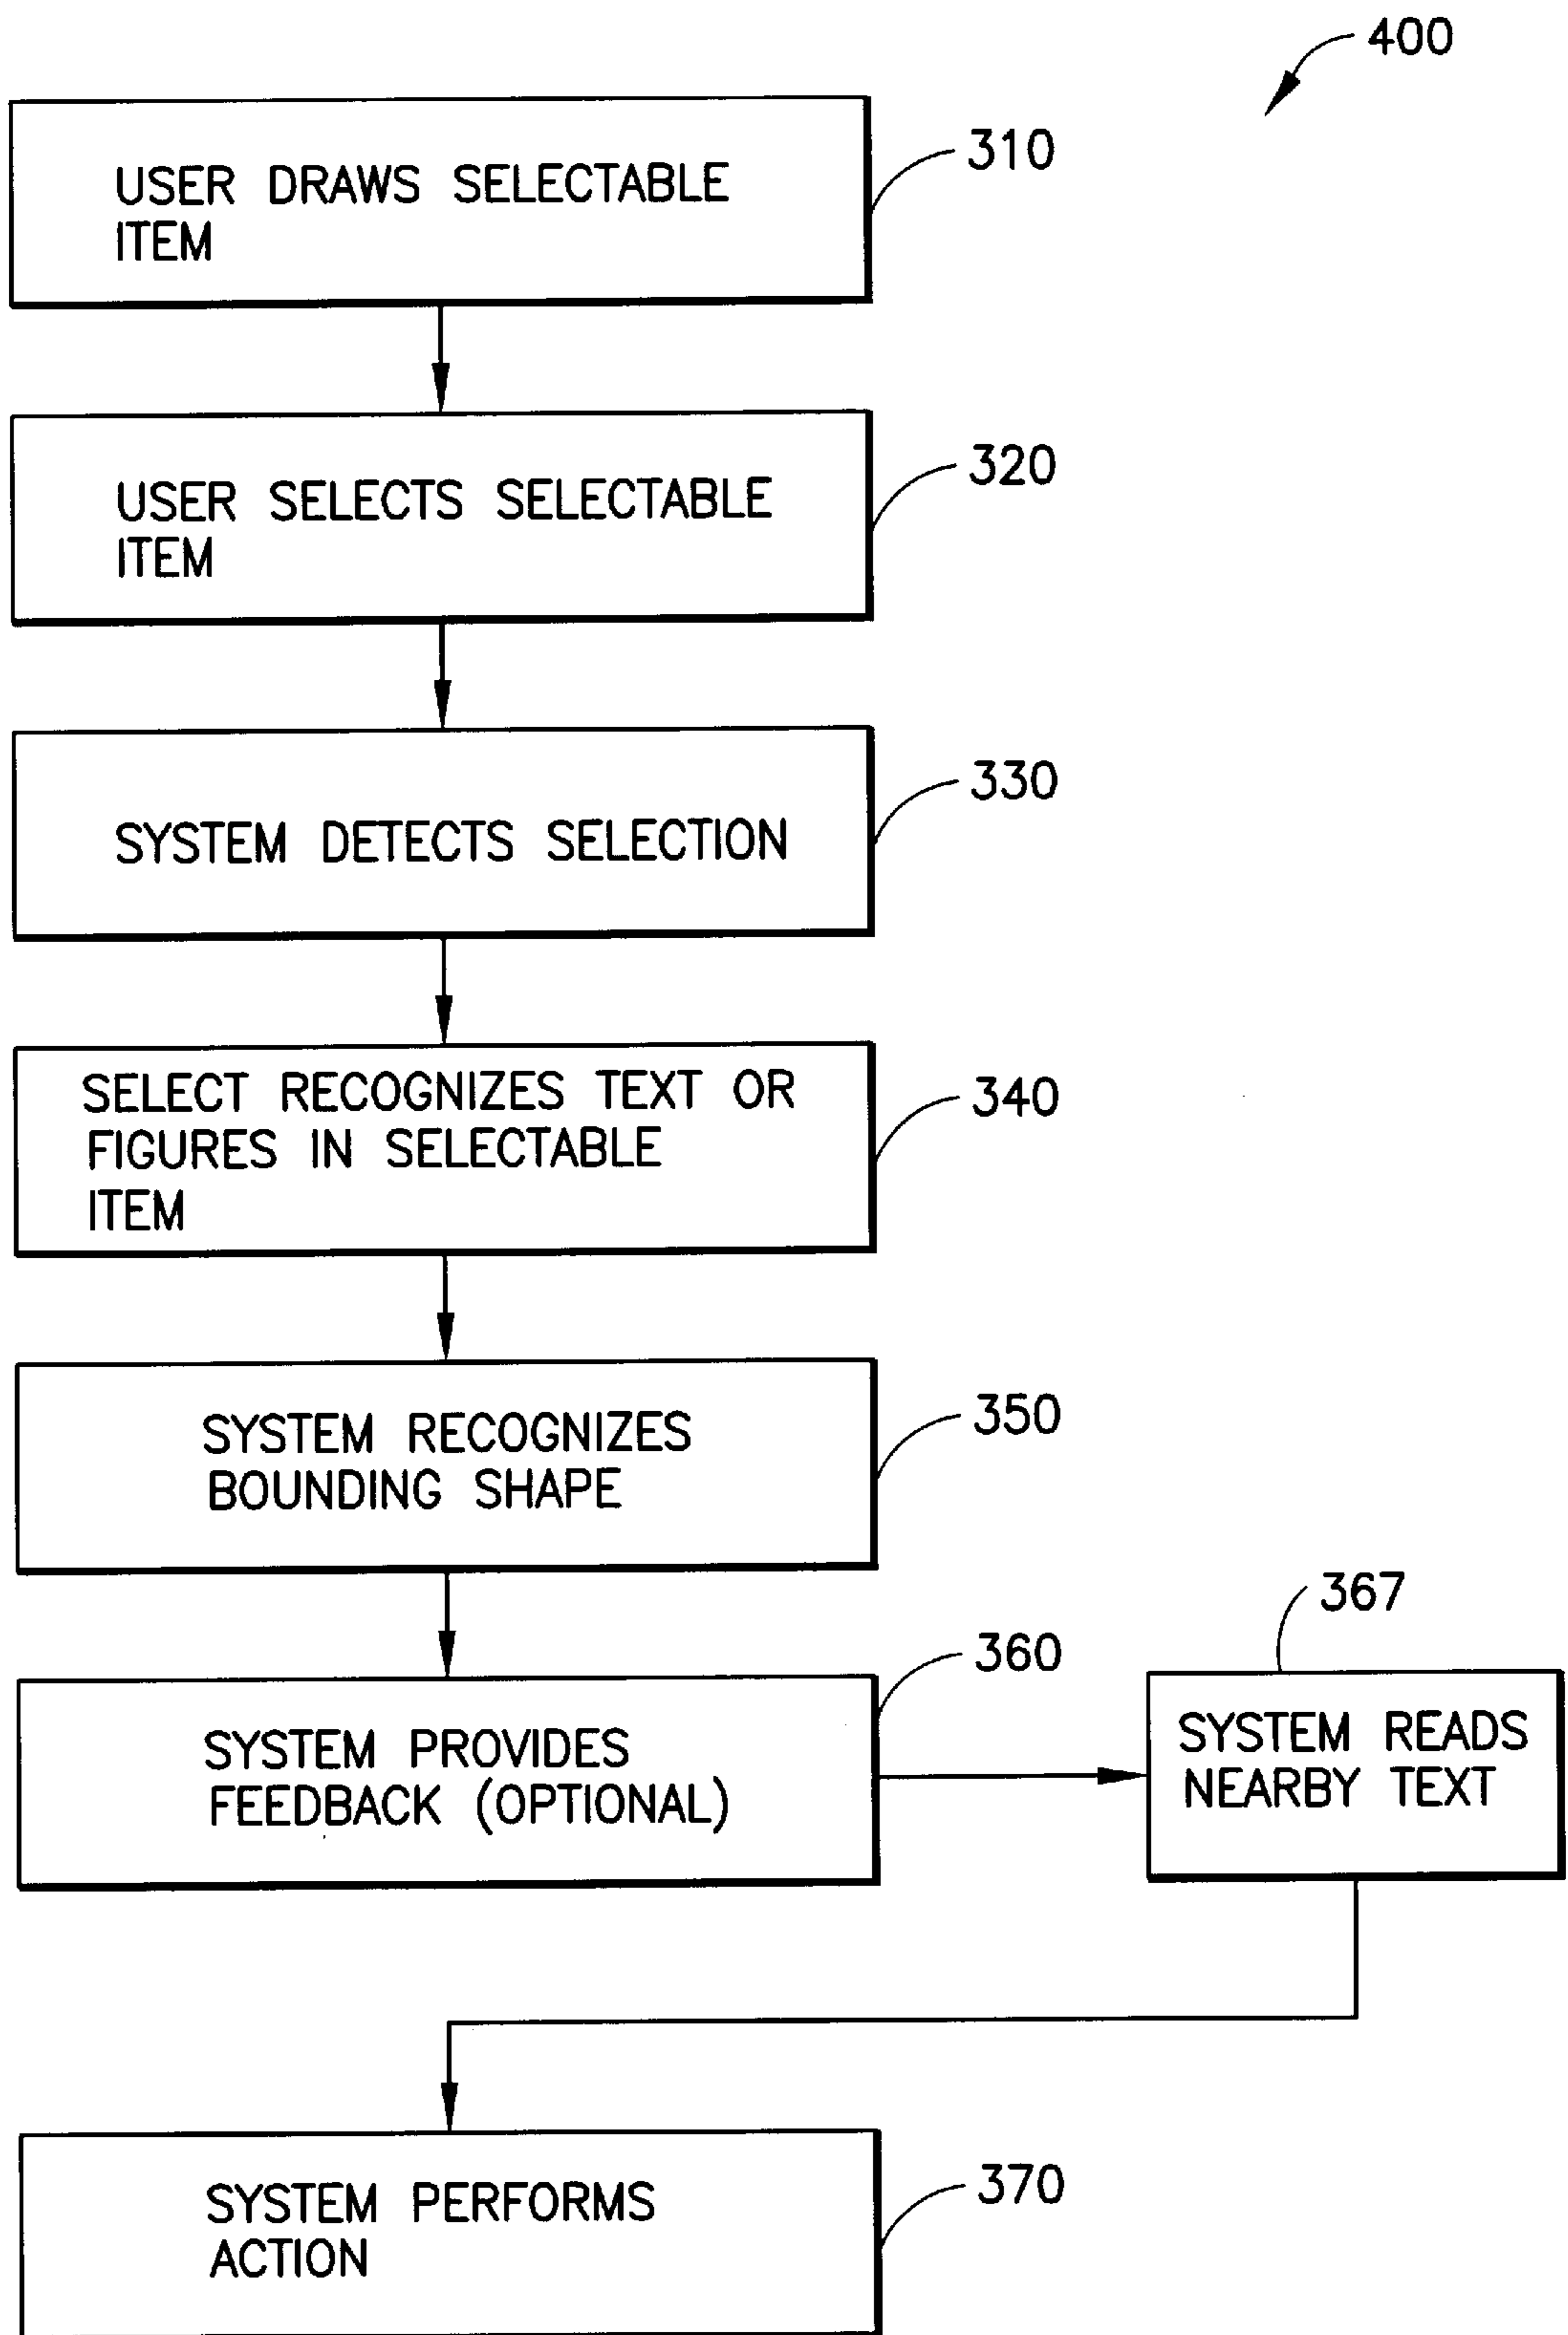 400
USER DRAWS SELECTABLE
ITEM
310
USER SELECTS SELECTABLE
ITEM
320
SYSTEM DETECTS SELECTION
330
SELECT RECOGNIZES TEXT OR
FIGURES IN SELECTABLE
ITEM
340
SYSTEM RECOGNIZES
BOUNDING SHAPE
350
SYSTEM PROVIDES
FEEDBACK (OPTIONAL)
360
SYSTEM READS
NEARBY TEXT
367
SYSTEM PERFORMS
ACTION
370